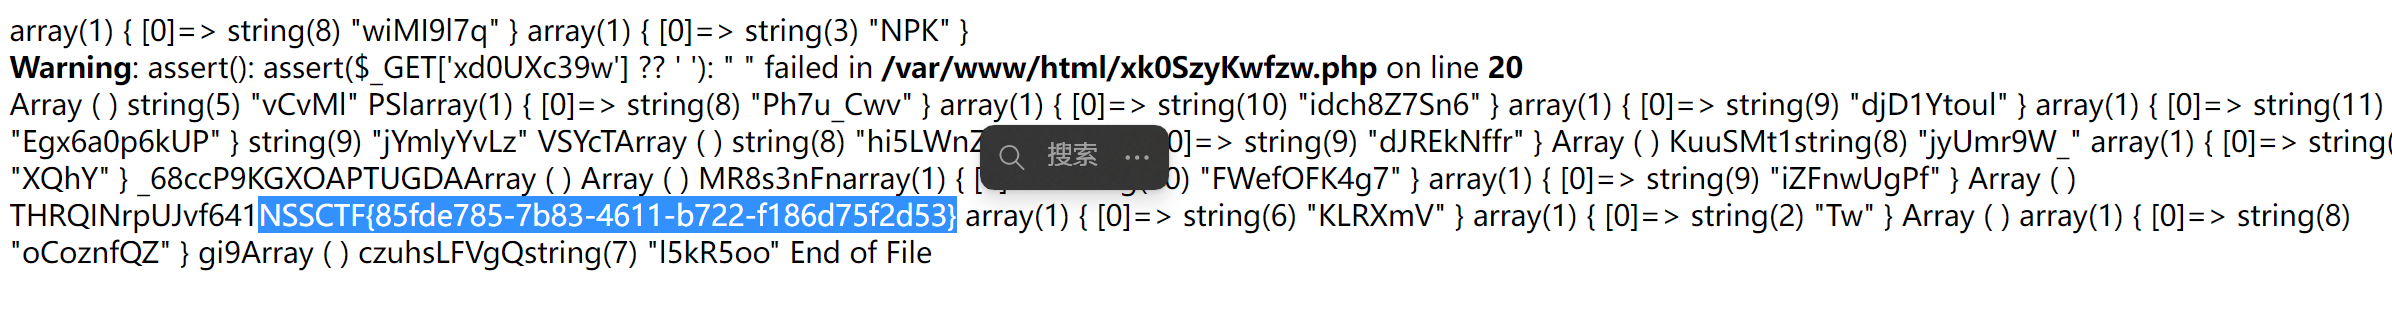 array(1) { [0]=> string(8) "wiMI9l7q" } array(1) { [0]=> string(3) "NPK" }
Warning: assert(): assert($_GET['xd0UXc39w'] ?? ' '): " " failed in /var/www/html/xk0SzyKwfzw.php on line 20
Array ( ) string(5) "vCvMl" PSlarray(1) { [0]=> string(8) "Ph7u_Cwv" } array(1) { [0]=> string(10) "idch8Z7Sn6" } array(1) { [0]=> string(9) "djD1Ytoul" } array(1) { [0]=> string(11)
"Egx6a0p6kUP" } string(9) "jYmlyYvLz" VSYcTArray ( ) string(8) "hi5LWnZ 0]=> string(9) "dJREkNffr" } Array ( ) KuuSMt1string(8) "jyUmr9W_" array(1) { [0]=> string(
搜索 ···
"XQhY" } _68ccP9KGXOAPTUGDAArray ( ) Array ( ) MR8s3nFnarray(1) { [ 0) "FWefOFK4g7" } array(1) { [0]=> string(9) "iZFnwUgPf" } Array ( )
THRQINrpUJvf641NSSCTF{85fde785-7b83-4611-b722-f186d75f2d53} array(1) { [0]=> string(6) "KLRXmV" } array(1) { [0]=> string(2) "Tw" } Array ( ) array(1) { [0]=> string(8)
"oCoznfQZ" } gi9Array ( ) czuhsLFVgQstring(7) "l5kR5oo" End of File